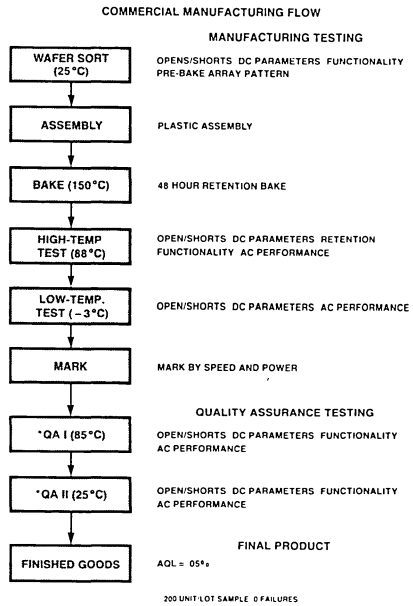 COMMERCIAL MANUFACTURING FLOW
MANUFACTURING TESTING
WAFER SORT
(25°C)
OPENS/SHORTS DC PARAMETERS FUNCTIONALITY
PRE-BAKE ARRAY PATTERN
ASSEMBLY
PLASTIC ASSEMBLY
BAKE (150°C)
48 HOUR RETENTION BAKE
HIGH-TEMP
TEST (88°C)
OPEN/SHORTS DC PARAMETERS RETENTION
FUNCTIONALITY AC PERFORMANCE
LOW-TEMP.
TEST (-3°C)
OPEN/SHORTS DC PARAMETERS AC PERFORMANCE
MARK
MARK BY SPEED AND POWER
QUALITY ASSURANCE TESTING
*QA I (85°C)
OPEN/SHORTS DC PARAMETERS FUNCTIONALITY
AC PERFORMANCE
*QA II (25°C)
OPEN/SHORTS DC PARAMETERS FUNCTIONALITY
AC PERFORMANCE
FINAL PRODUCT
FINISHED GOODS
AQL = .05%
200 UNIT/LOT SAMPLE 0 FAILURES